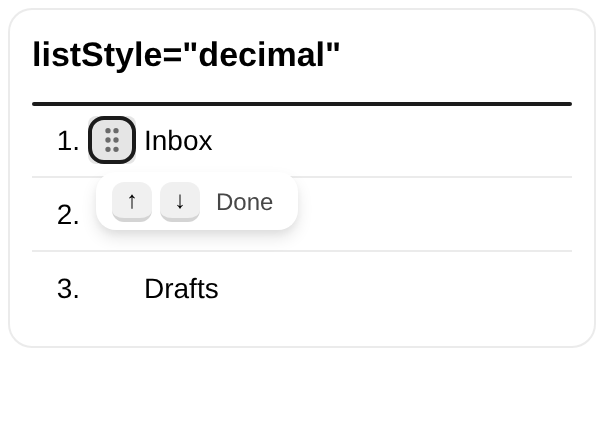 listStyle="decimal"
1. Inbox
↑ ↓ Done
2.
3. Drafts